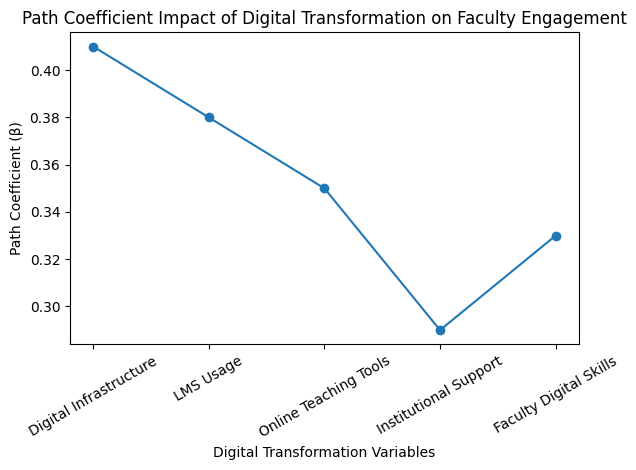 Path Coefficient Impact of Digital Transformation on Faculty Engagement
Path Coefficient (β)
0.40
0.38
0.36
0.34
0.32
0.30
Digital Infrastructure
LMS Usage
Online Teaching Tools
Institutional Support
Faculty Digital Skills
Digital Transformation Variables